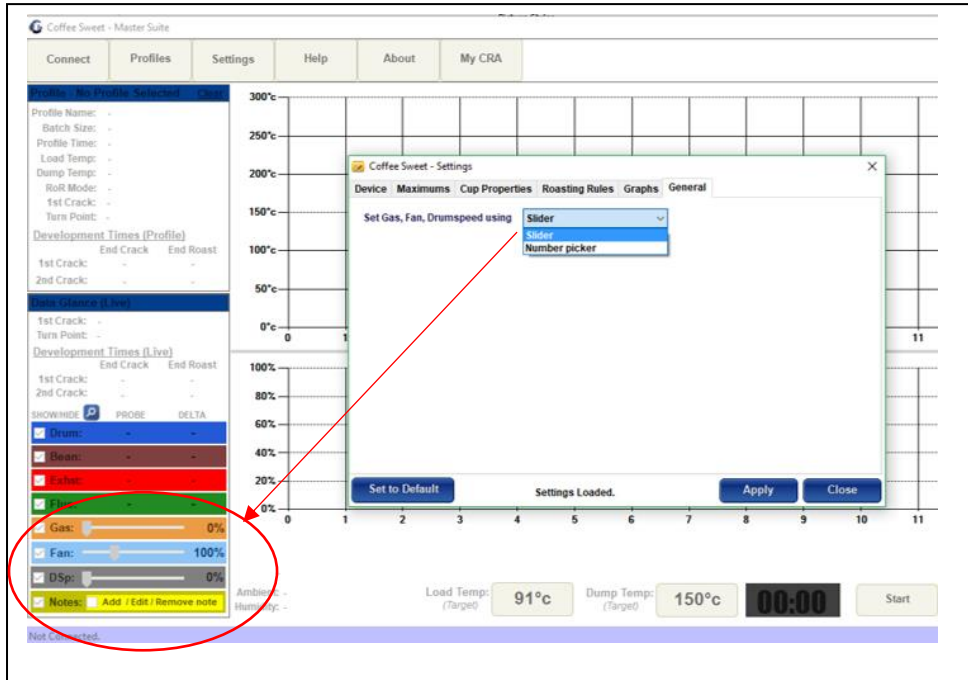 Coffee Sweet - Master Suite
Connect Profiles Settings Help About My CRA
Profile - No Profile Selected Clear
Profile Name: -
Batch Size: -
Profile Time: -
Load Temp: -
Dump Temp: -
RoR Mode: -
1st Crack: -
Turn Point: -
Development Times (Profile)
End Crack End Roast
1st Crack: - -
2nd Crack: - -
Data Glance (Live)
1st Crack: -
Turn Point: -
Development Times (Live)
End Crack End Roast
1st Crack: - -
2nd Crack: - -
SHOW/HIDE PROBE DELTA
Drum: - -
Bean: - -
Exhst: - -
Gas: 0%
Fan: 100%
DSp: 0%
Notes: Add / Edit / Remove note
Not Connected.
300°c
250°c
200°c
150°c
100°c
50°c
0°c
0 1 11
100%
80%
60%
40%
20%
0%
0 1 2 3 4 5 6 7 8 9 10 11
Coffee Sweet - Settings
Device Maximums Cup Properties Roasting Rules Graphs General
Set Gas, Fan, Drumspeed using Slider
Slider
Number picker
Set to Default Settings Loaded. Apply Close
Ambient: -
Humidity: -
Load Temp:
(Target)
91°c
Dump Temp:
(Target)
150°c
00:00
Start